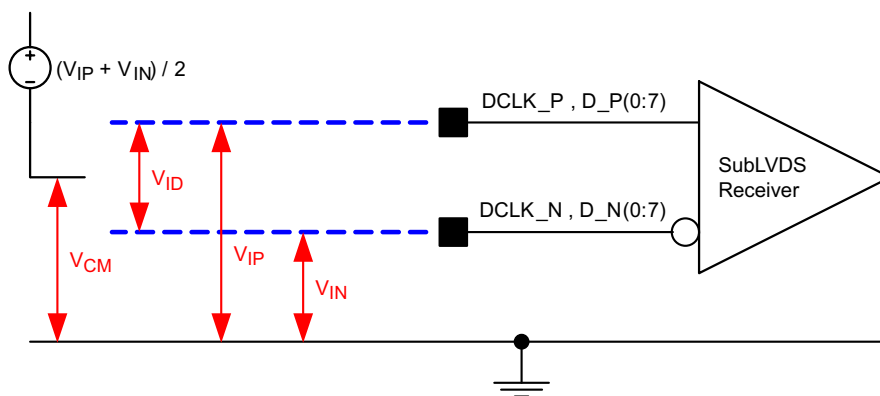 +
−
(VIP + VIN) / 2
DCLK_P , D_P(0:7)
SubLVDS
Receiver
VID
DCLK_N , D_N(0:7)
VCM
VIP
VIN